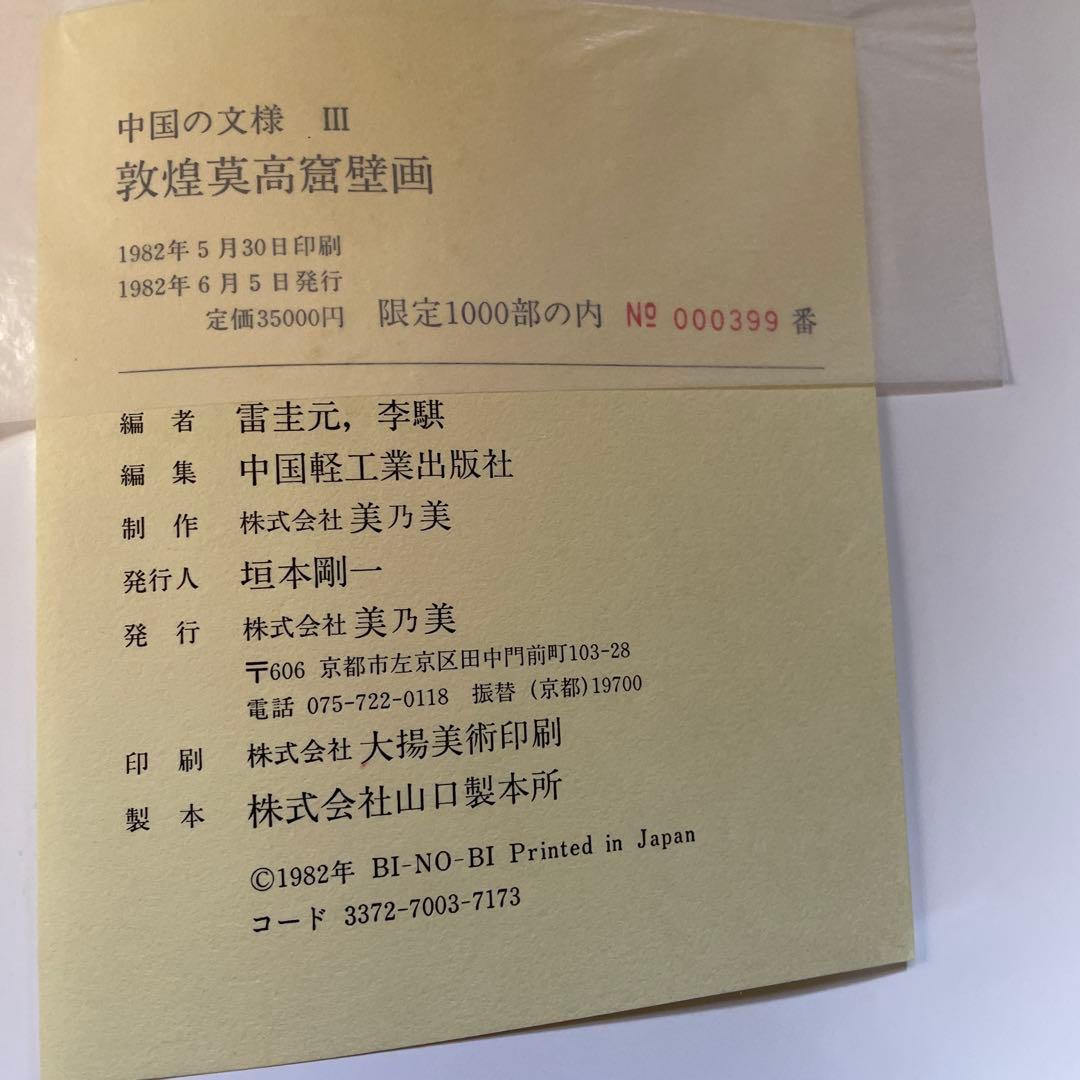 中国の文様 III
敦煌莫高窟壁画
1982年5月30日印刷
1982年6月5日発行
定価35000円 限定1000部の内 № 000399 番
編者 雷圭元，李騏
編集 中国軽工業出版社
制作 株式会社美乃美
発行人 垣本剛一
発行 株式会社美乃美
〒606 京都市左京区田中門前町103-28
電話 075-722-0118 振替 (京都)19700
印刷 株式会社大揚美術印刷
製本 株式会社山口製本所
©1982年 BI-NO-BI Printed in Japan
コード 3372-7003-7173